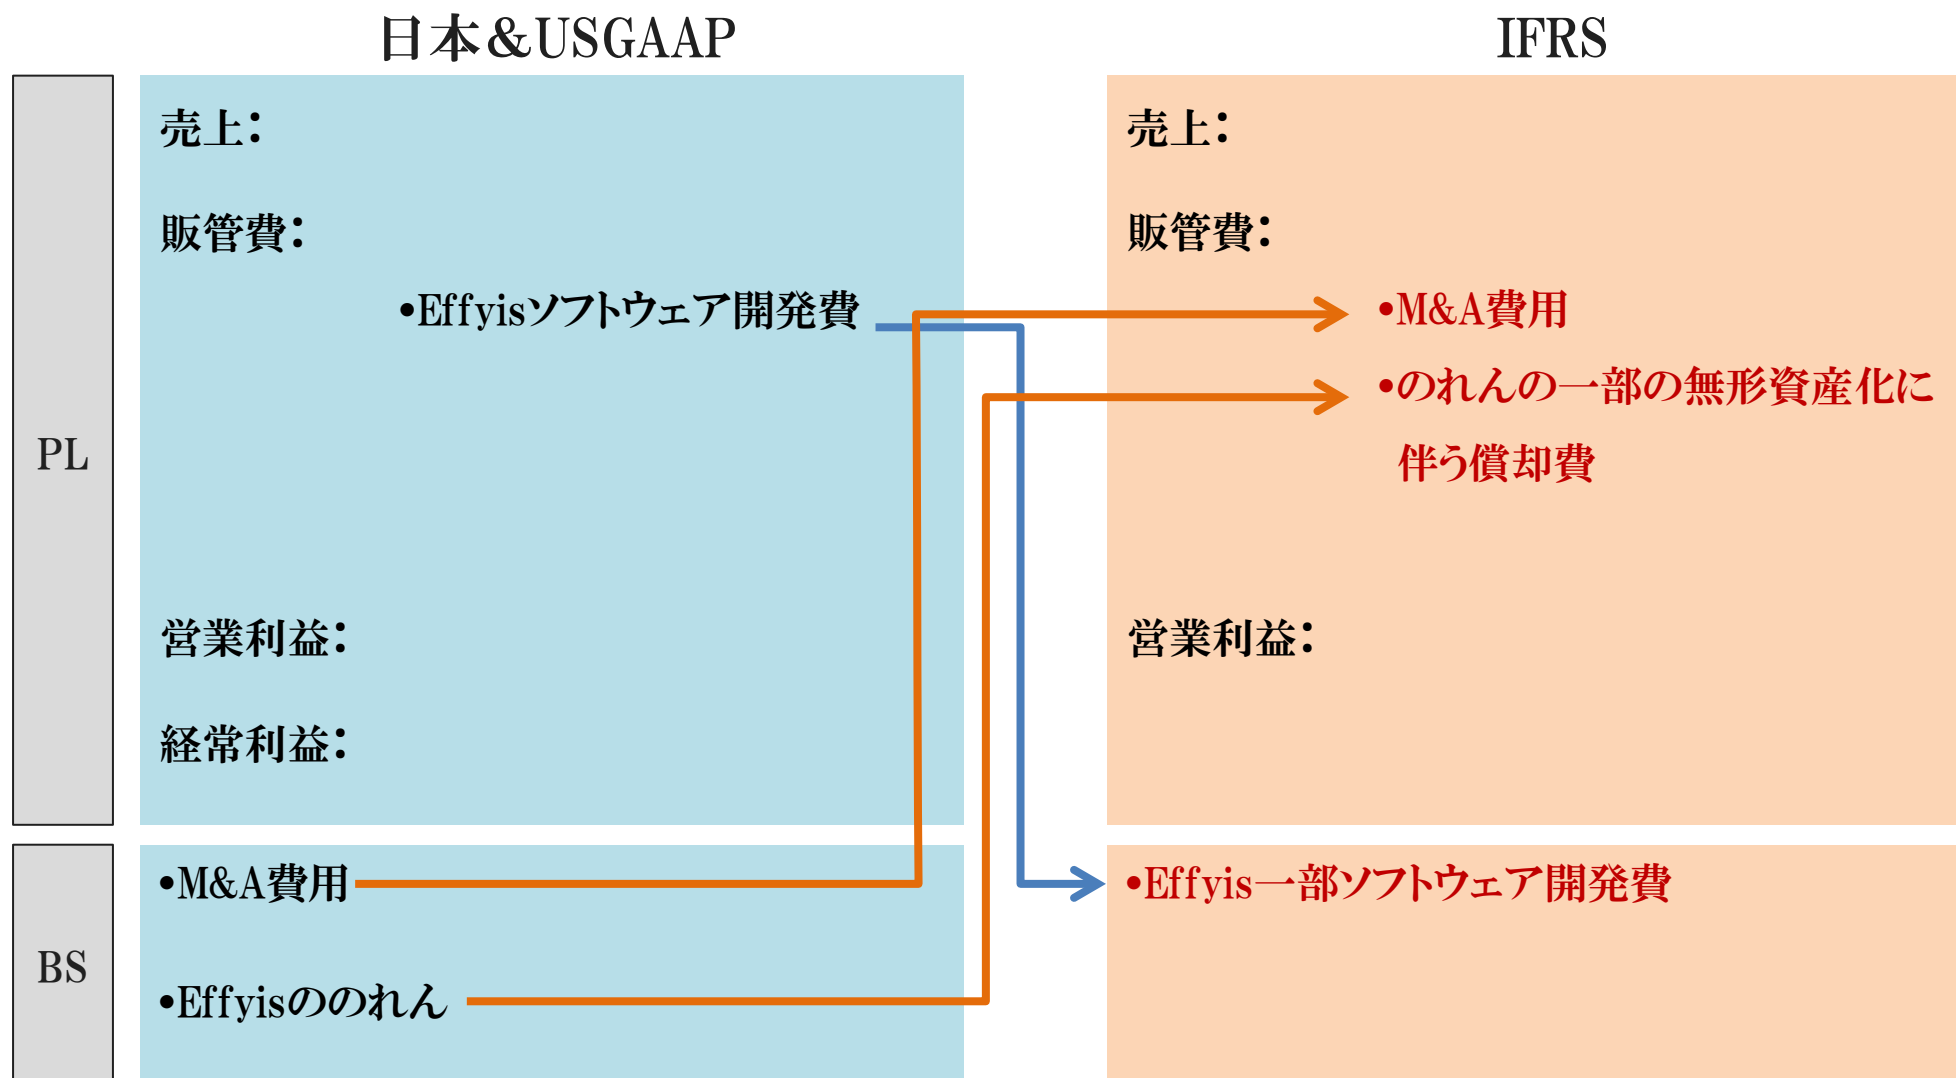 日本&USGAAP
IFRS
PL
売上：
販管費：
•Effyisソフトウェア開発費
営業利益：
経常利益：
売上：
販管費：
•M&A費用
•のれんの一部の無形資産化に
伴う償却費
営業利益：
BS
•M&A費用
•Effyisののれん
•Effyis一部ソフトウェア開発費